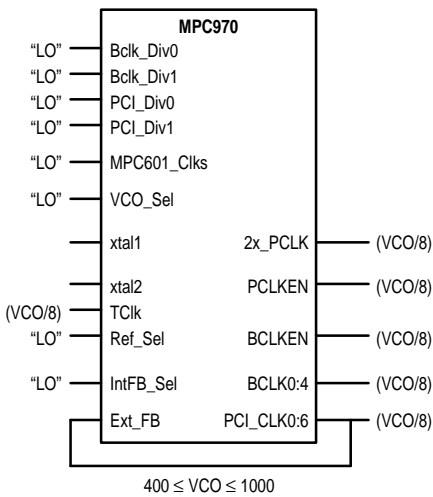 MPC970
“LO” Bclk_Div0
“LO” Bclk_Div1
“LO” PCI_Div0
“LO” PCI_Div1
“LO” MPC601_Clks
“LO” VCO_Sel
xtal1 2x_PCLK (VCO/8)
xtal2 PCLKEN (VCO/8)
(VCO/8) TClk
“LO” Ref_Sel BCLKEN (VCO/8)
“LO” IntFB_Sel BCLK0:4 (VCO/8)
Ext_FB PCI_CLK0:6 (VCO/8)
400 ≤ VCO ≤ 1000